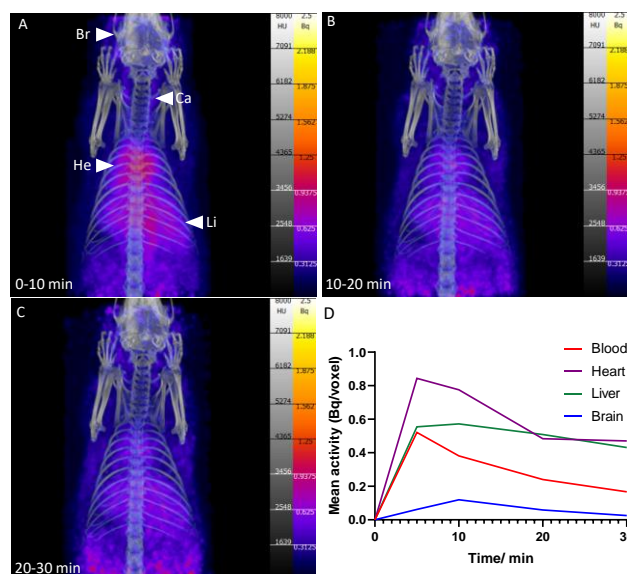 A
Br
Ca
He
Li
0-10 min
8000 2.5
HU Bq
7091 2.188
6182 1.875
5274 1.562
4365 1.25
3456 0.9375
2548 0.625
1639 0.3125
B
10-20 min
8000 2.5
HU Bq
7091 2.188
6182 1.875
5274 1.562
4365 1.25
3456 0.9375
2548 0.625
1639 0.3125
C
20-30 min
8000 2.5
HU Bq
7091 2.188
6182 1.875
5274 1.562
4365 1.25
3456 0.9375
2548 0.625
1639 0.3125
D
Blood
Heart
Liver
Brain
Mean activity (Bq/voxel)
1.0
0.8
0.6
0.4
0.2
0.0
0 10 20 3
Time/ min